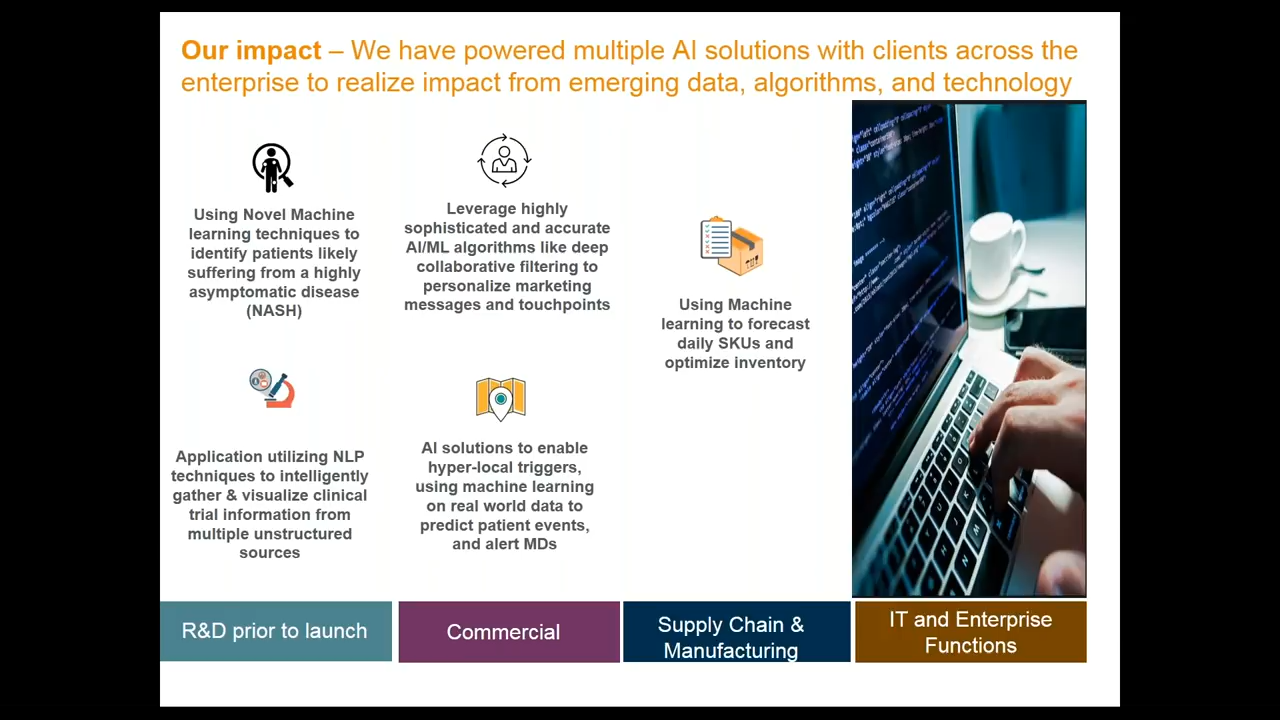 Our impact – We have powered multiple AI solutions with clients across the
enterprise to realize impact from emerging data, algorithms, and technology
Using Novel Machine
learning techniques to
identify patients likely
suffering from a highly
asymptomatic disease
(NASH)
Application utilizing NLP
techniques to intelligently
gather & visualize clinical
trial information from
multiple unstructured
sources
R&D prior to launch
Leverage highly
sophisticated and accurate
AI/ML algorithms like deep
collaborative filtering to
personalize marketing
messages and touchpoints
AI solutions to enable
hyper-local triggers,
using machine learning
on real world data to
predict patient events,
and alert MDs
Commercial
Using Machine
learning to forecast
daily SKUs and
optimize inventory
Supply Chain &
Manufacturing
IT and Enterprise
Functions